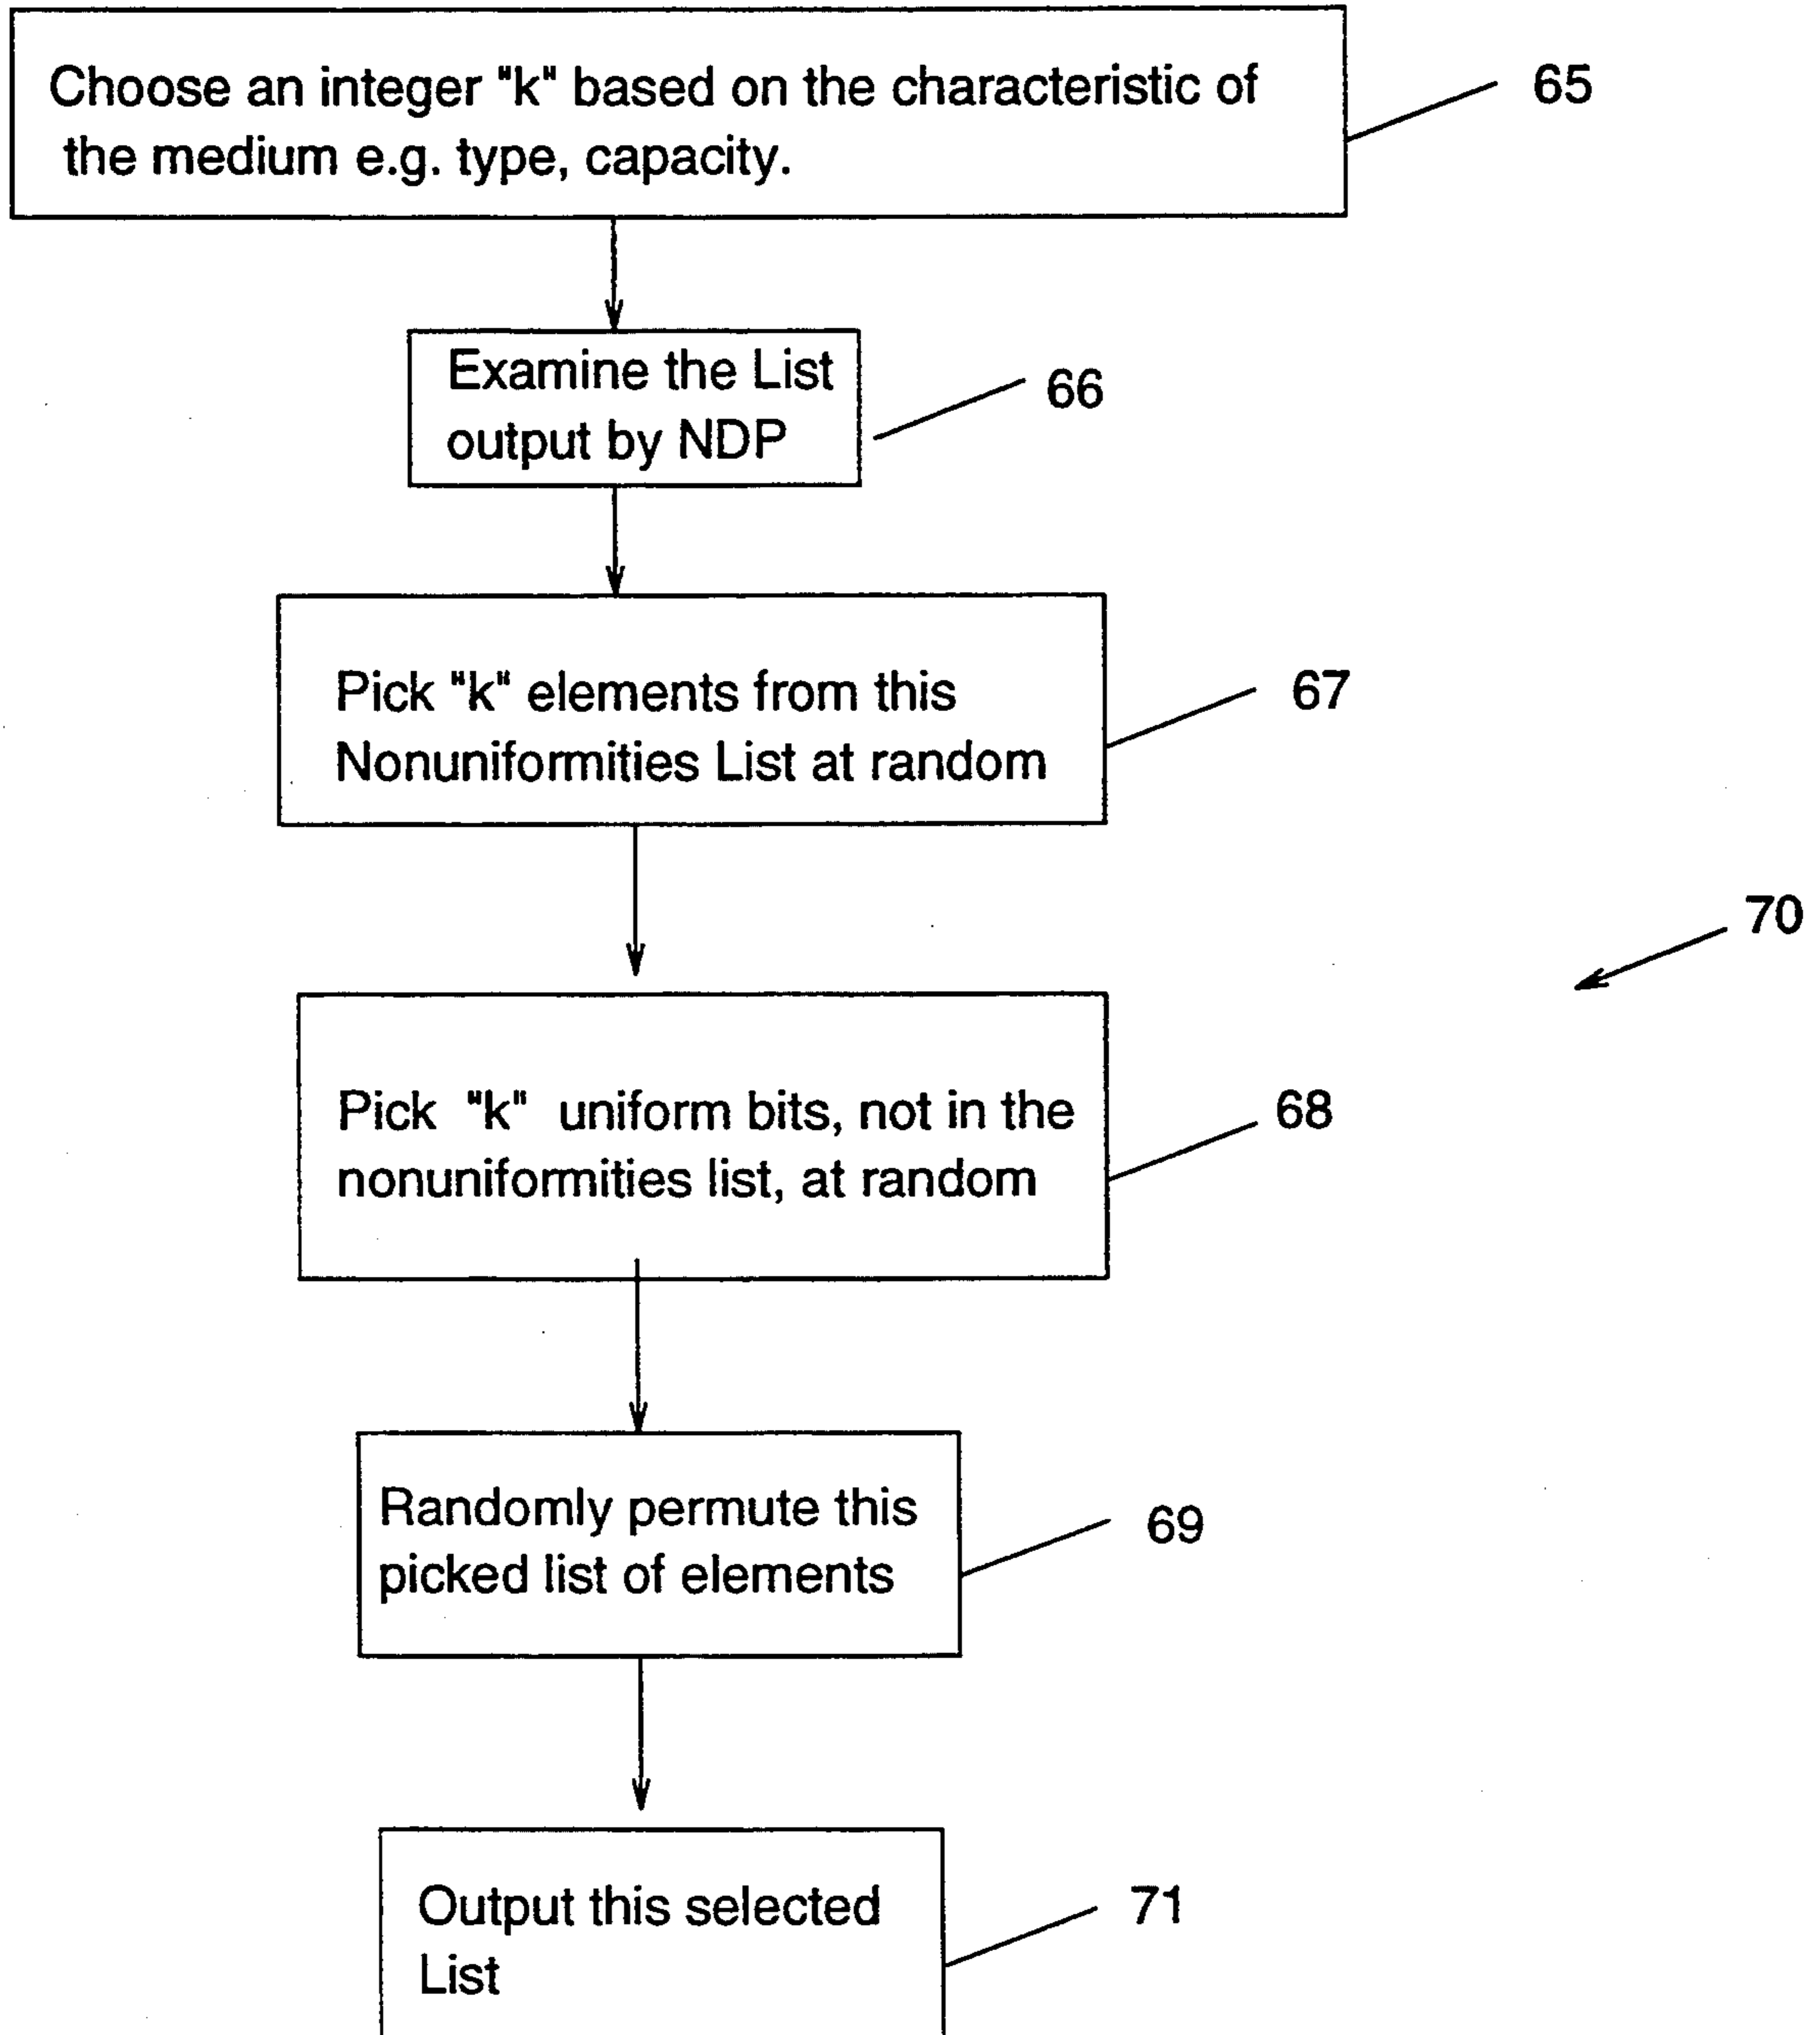 Choose an integer "k" based on the characteristic of
the medium e.g. type, capacity.
65
Examine the List
output by NDP
66
Pick "k" elements from this
Nonuniformities List at random
67
70
Pick "k" uniform bits, not in the
nonuniformities list, at random
68
Randomly permute this
picked list of elements
69
Output this selected
List
71